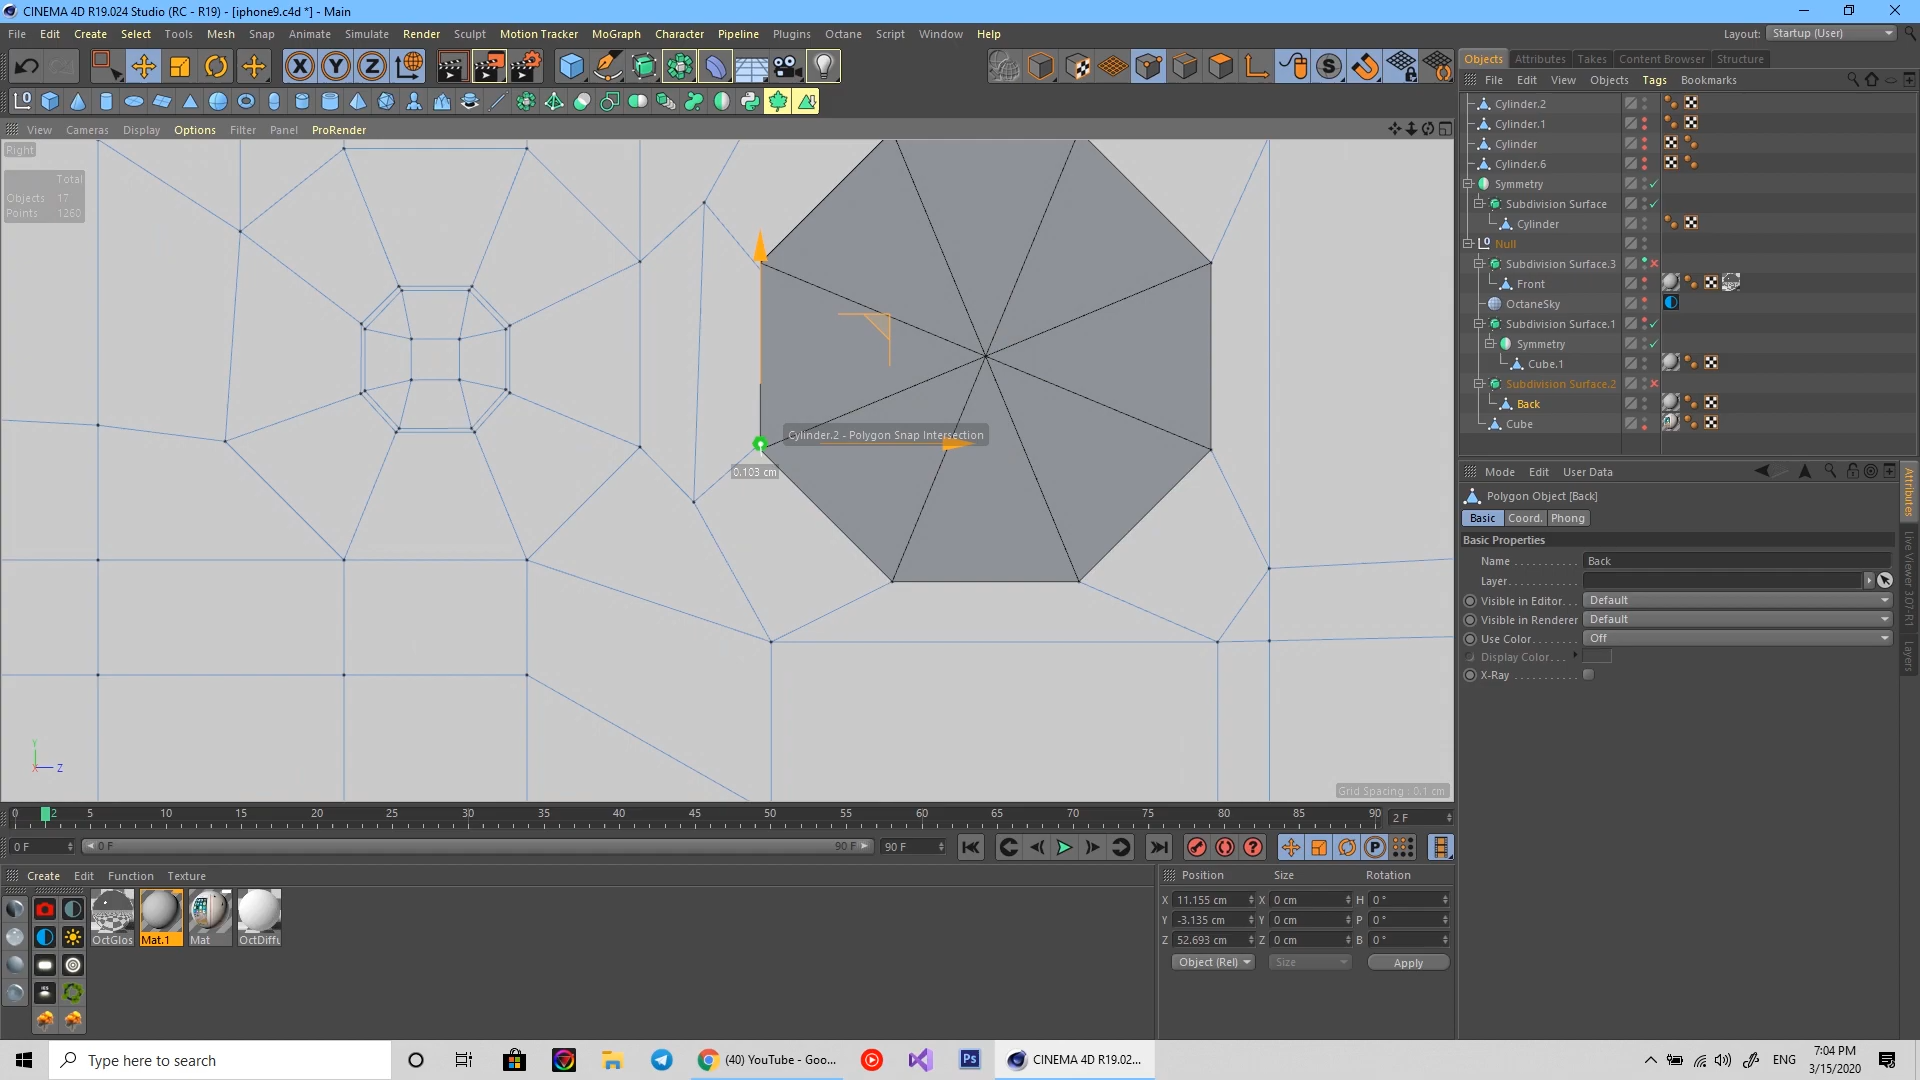 CINEMA 4D R19.024 Studio (RC - R19) - [iphone9.c4d *] - Main
File Edit Create Select Tools Mesh Snap Animate Simulate Render Sculpt Motion Tracker MoGraph Character Pipeline Plugins Octane Script Window Help
Layout: Startup (User)
Objects Attributes Takes Content Browser Structure
File Edit View Objects Tags Bookmarks
View Cameras Display Options Filter Panel ProRender
Right
Total
Objects 17
Points 1260
Cylinder.2 - Polygon Snap Intersection
0.103 cm
Y
X Z
Grid Spacing : 0.1 cm
Cylinder.2
Cylinder.1
Cylinder
Cylinder.6
Symmetry
Subdivision Surface
Cylinder
Null
Subdivision Surface.3
Front
OctaneSky
Subdivision Surface.1
Symmetry
Cube.1
Subdivision Surface.2
Back
Cube
Mode Edit User Data
Polygon Object [Back]
Basic Coord. Phong
Basic Properties
Name . . . . . . . . . . . Back
Layer. . . . . . . . . . . .
Visible in Editor. . . Default
Visible in Renderer Default
Use Color. . . . . . . . Off
Display Color. . .
X-Ray . . . . . . . . . . .
Attributes
Live Viewer 3.07-R1
Layers
0 2 5 10 15 20 25 30 35 40 45 50 55 60 65 70 75 80 85 90 2 F
0 F 0 F 90 F 90 F
Create Edit Function Texture
OctGlos Mat.1 Mat OctDiffu
Position Size Rotation
X 11.155 cm X 0 cm H 0 °
Y -3.135 cm Y 0 cm P 0 °
Z 52.693 cm Z 0 cm B 0 °
Object (Rel) Size Apply
Type here to search
(40) YouTube - Goo...
Ps
CINEMA 4D R19.02...
ENG
7:04 PM
3/15/2020